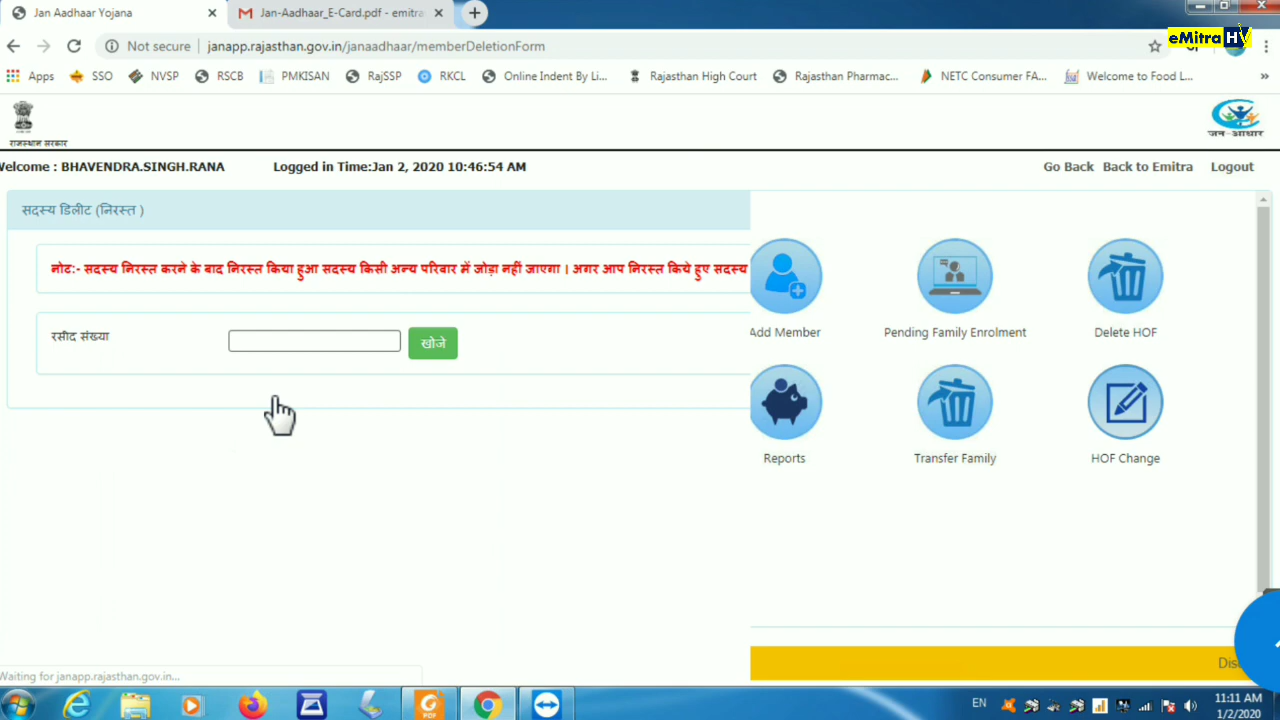 Jan Aadhaar Yojana
Jan-Aadhaar_E-Card.pdf - emitra
Not secure janapp.rajasthan.gov.in/janaadhaar/memberDeletionForm
eMitra HV
Apps SSO NVSP RSCB PMKISAN RajSSP RKCL Online Indent By Li... Rajasthan High Court Rajasthan Pharmac... NETC Consumer FA... Welcome to Food L... »
राजस्थान सरकार
जन-आधार
Velcome : BHAVENDRA.SINGH.RANA Logged in Time:Jan 2, 2020 10:46:54 AM Go Back Back to Emitra Logout
सदस्य डिलीट (निरस्त )
नोट:- सदस्य निरस्त करने के बाद निरस्त किया हुआ सदस्य किसी अन्य परिवार में जोड़ा नहीं जाएगा । अगर आप निरस्त किये हुए सदस्य
रसीद संख्या खोजे
Add Member Pending Family Enrolment Delete HOF
Reports Transfer Family HOF Change
Dis
Waiting for janapp.rajasthan.gov.in...
PDF
EN 11:11 AM
1/2/2020